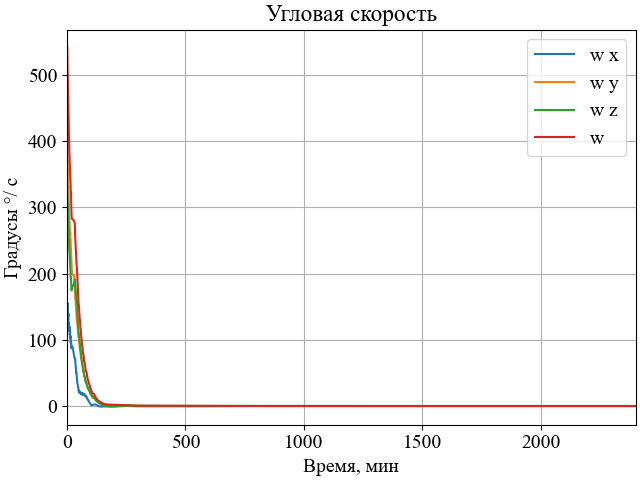 Угловая скорость
w x
w y
w z
w
Градусы °/ с
500
400
300
200
100
0
0 500 1000 1500 2000
Время, мин